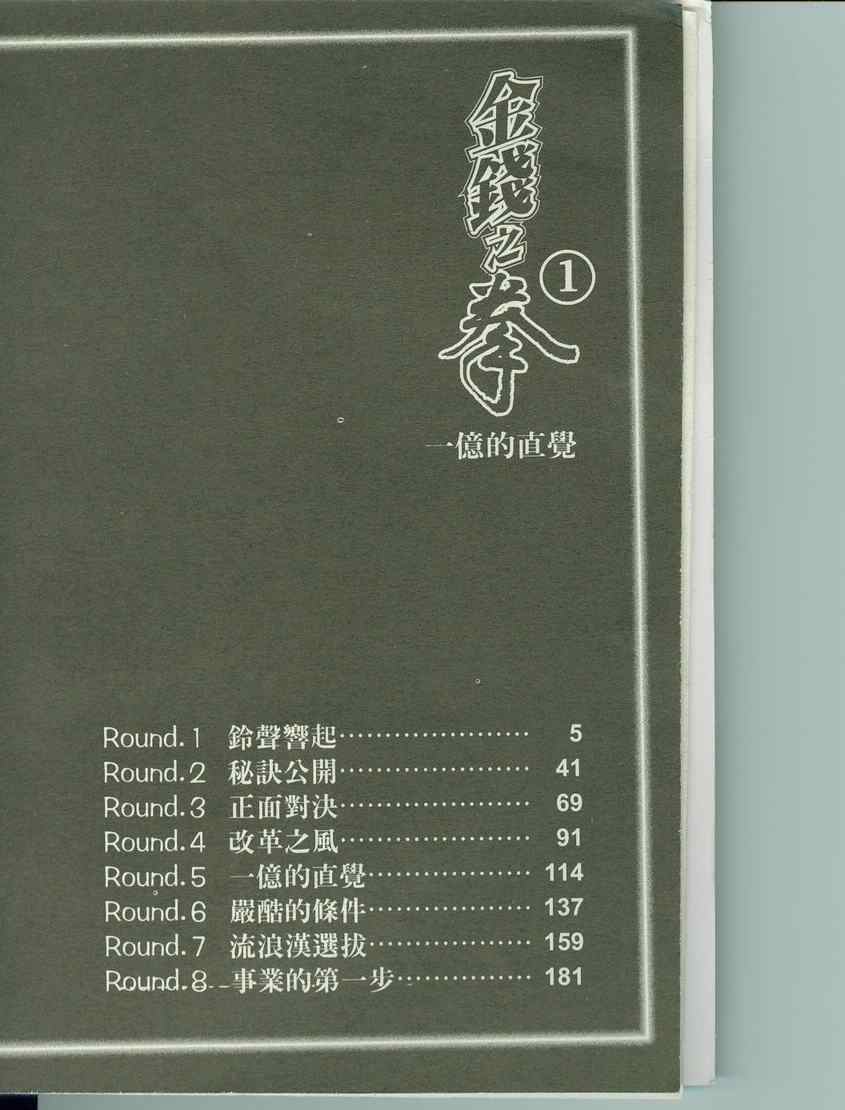 金錢之拳
1
一億的直覺
Round.1 鈴聲響起………………… 5
Round.2 秘訣公開………………… 41
Round.3 正面對決………………… 69
Round.4 改革之風………………… 91
Round.5 一億的直覺……………… 114
Round.6 嚴酷的條件……………… 137
Round.7 流浪漢選拔……………… 159
Round.8 事業的第一步…………… 181